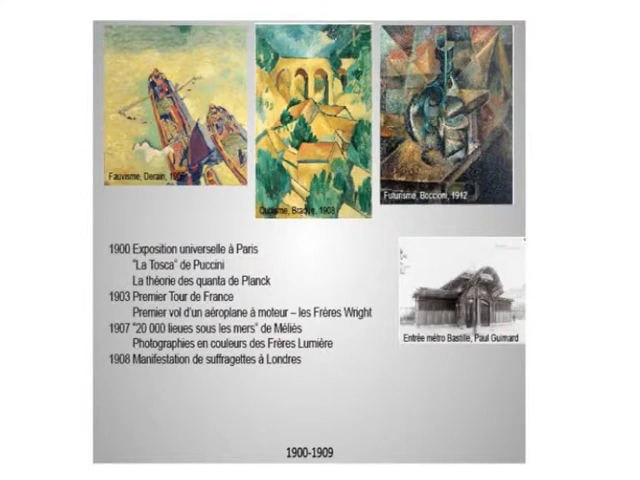 Fauvisme, Derain, 1906
Cubisme, Braque, 1908
Futurisme, Boccioni, 1912
1900 Exposition universelle à Paris
"La Tosca" de Puccini
La théorie des quanta de Planck
1903 Premier Tour de France
Premier vol d'un aéroplane à moteur – les Frères Wright
1907 "20 000 lieues sous les mers" de Méliès
Photographies en couleurs des Frères Lumière
1908 Manifestation de suffragettes à Londres
Entrée métro Bastille, Paul Guimard
1900-1909